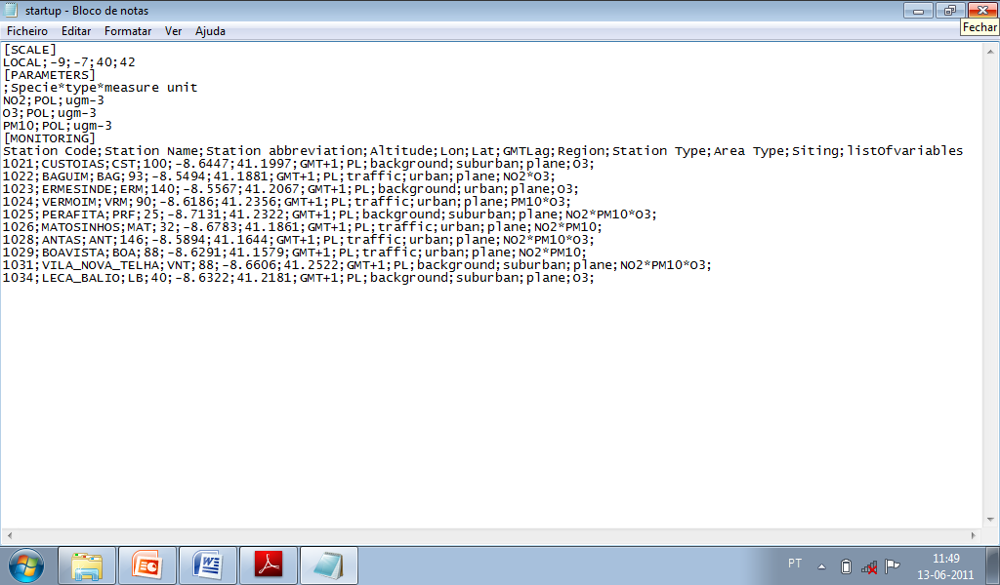 startup - Bloco de notas
Ficheiro Editar Formatar Ver Ajuda
Fechar
[SCALE]
LOCAL;-9;-7;40;42
[PARAMETERS]
;Specie*type*measure unit
NO2;POL;ugm-3
O3;POL;ugm-3
PM10;POL;ugm-3
[MONITORING]
Station Code;Station Name;Station abbreviation;Altitude;Lon;Lat;GMTLag;Region;Station Type;Area Type;Siting;listOfvariables
1021;CUSTOIAS;CST;100;-8.6447;41.1997;GMT+1;PL;background;suburban;plane;O3;
1022;BAGUIM;BAG;93;-8.5494;41.1881;GMT+1;PL;traffic;urban;plane;NO2*O3;
1023;ERMESINDE;ERM;140;-8.5567;41.2067;GMT+1;PL;background;urban;plane;O3;
1024;VERMOIM;VRM;90;-8.6186;41.2356;GMT+1;PL;traffic;urban;plane;PM10*O3;
1025;PERAFITA;PRF;25;-8.7131;41.2322;GMT+1;PL;background;suburban;plane;NO2*PM10*O3;
1026;MATOSINHOS;MAT;32;-8.6783;41.1861;GMT+1;PL;traffic;urban;plane;NO2*PM10;
1028;ANTAS;ANT;146;-8.5894;41.1644;GMT+1;PL;traffic;urban;plane;NO2*PM10*O3;
1029;BOAVISTA;BOA;88;-8.6291;41.1579;GMT+1;PL;traffic;urban;plane;NO2*PM10;
1031;VILA_NOVA_TELHA;VNT;88;-8.6606;41.2522;GMT+1;PL;background;suburban;plane;NO2*PM10*O3;
1034;LECA_BALIO;LB;40;-8.6322;41.2181;GMT+1;PL;background;suburban;plane;O3;
PT
11:49
13-06-2011